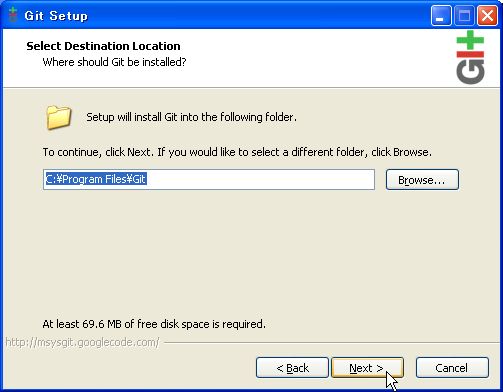 Git Setup
Select Destination Location
Where should Git be installed?
Git
Setup will install Git into the following folder.
To continue, click Next. If you would like to select a different folder, click Browse.
C:¥Program Files¥Git
Browse...
At least 69.6 MB of free disk space is required.
http://msysgit.googlecode.com/
< Back
Next >
Cancel